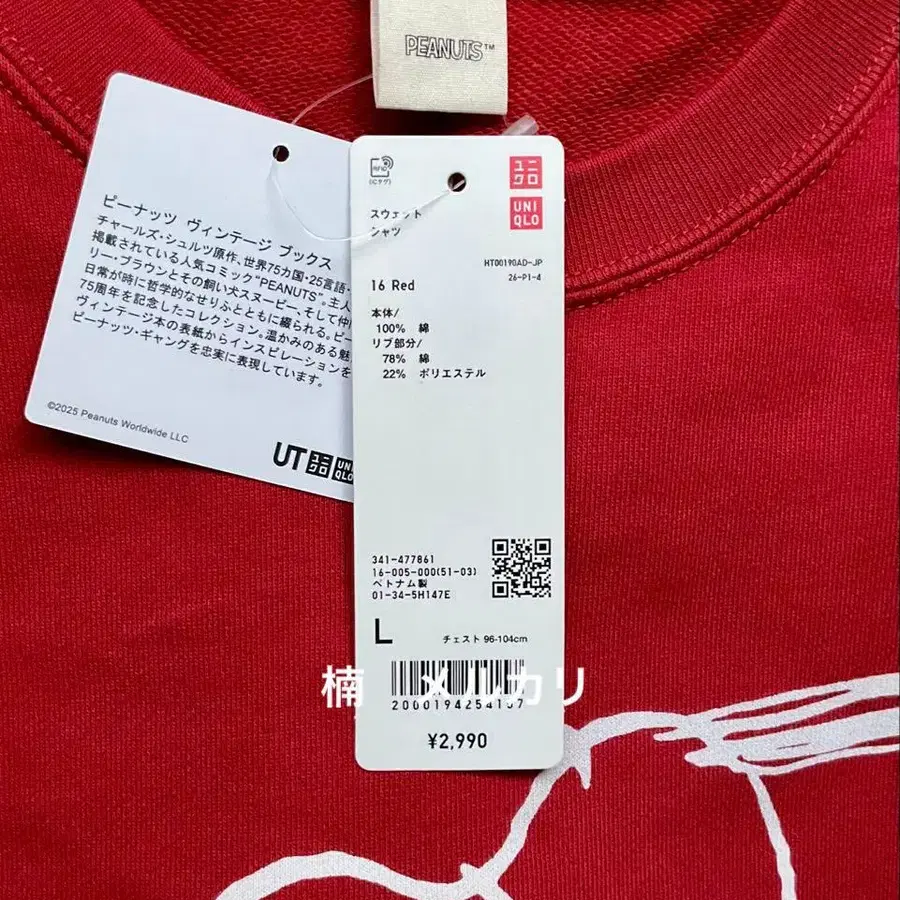 PEANUTS™
ピーナッツ ヴィンテージ ブックス
チャールズ・シュルツ原作、世界75カ国・25言語・
掲載されている人気コミック"PEANUTS"。主人
リー・ブラウンとその飼い犬スヌーピー、そして仲
日常が時に哲学的なせりふとともに綴られる。ピー
75周年を記念したコレクション。温かみのある魅
ヴィンテージ本の表紙からインスピレーションを
ピーナッツ・ギャングを忠実に表現しています。
©2025 Peanuts Worldwide LLC
UT ユニクロ UNIQLO
RFID
(ICタグ)
ユニクロ
UNIQLO
スウェット
シャツ
HT00190AD-JP
26-P1-4
16 Red
本体/
100% 綿
リブ部分/
78% 綿
22% ポリエステル
341-477861
16-005-000(51-03)
ベトナム製
01-34-5H147E
L チェスト 96-104cm
楠 メルカリ
¥2,990